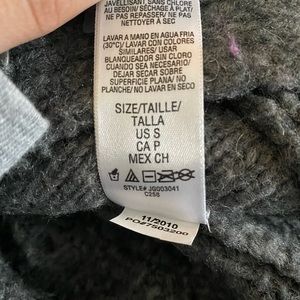 JAVELLISANT SANS CHLORE
AU BESOIN/ SÉCHAGE À PLAT/
NE PAS REPASSER/ NE PAS
NETTOYER À SEC
LAVAR A MANO EN AGUA FRIA
(30°C)/ LAVAR CON COLORES
SIMILARES/ USAR
BLANQUEADOR SIN CLORO
CUANDO SEA NECESARIO/
DEJAR SECAR SOBRE
SUPERFICIE PLANA/ NO
PLANCHE/ NO LAVAR EN SECO
SIZE/TAILLE/
TALLA
US S
CA P
MEX CH
STYLE# JG003041
C258
11/2010
PO#7503200